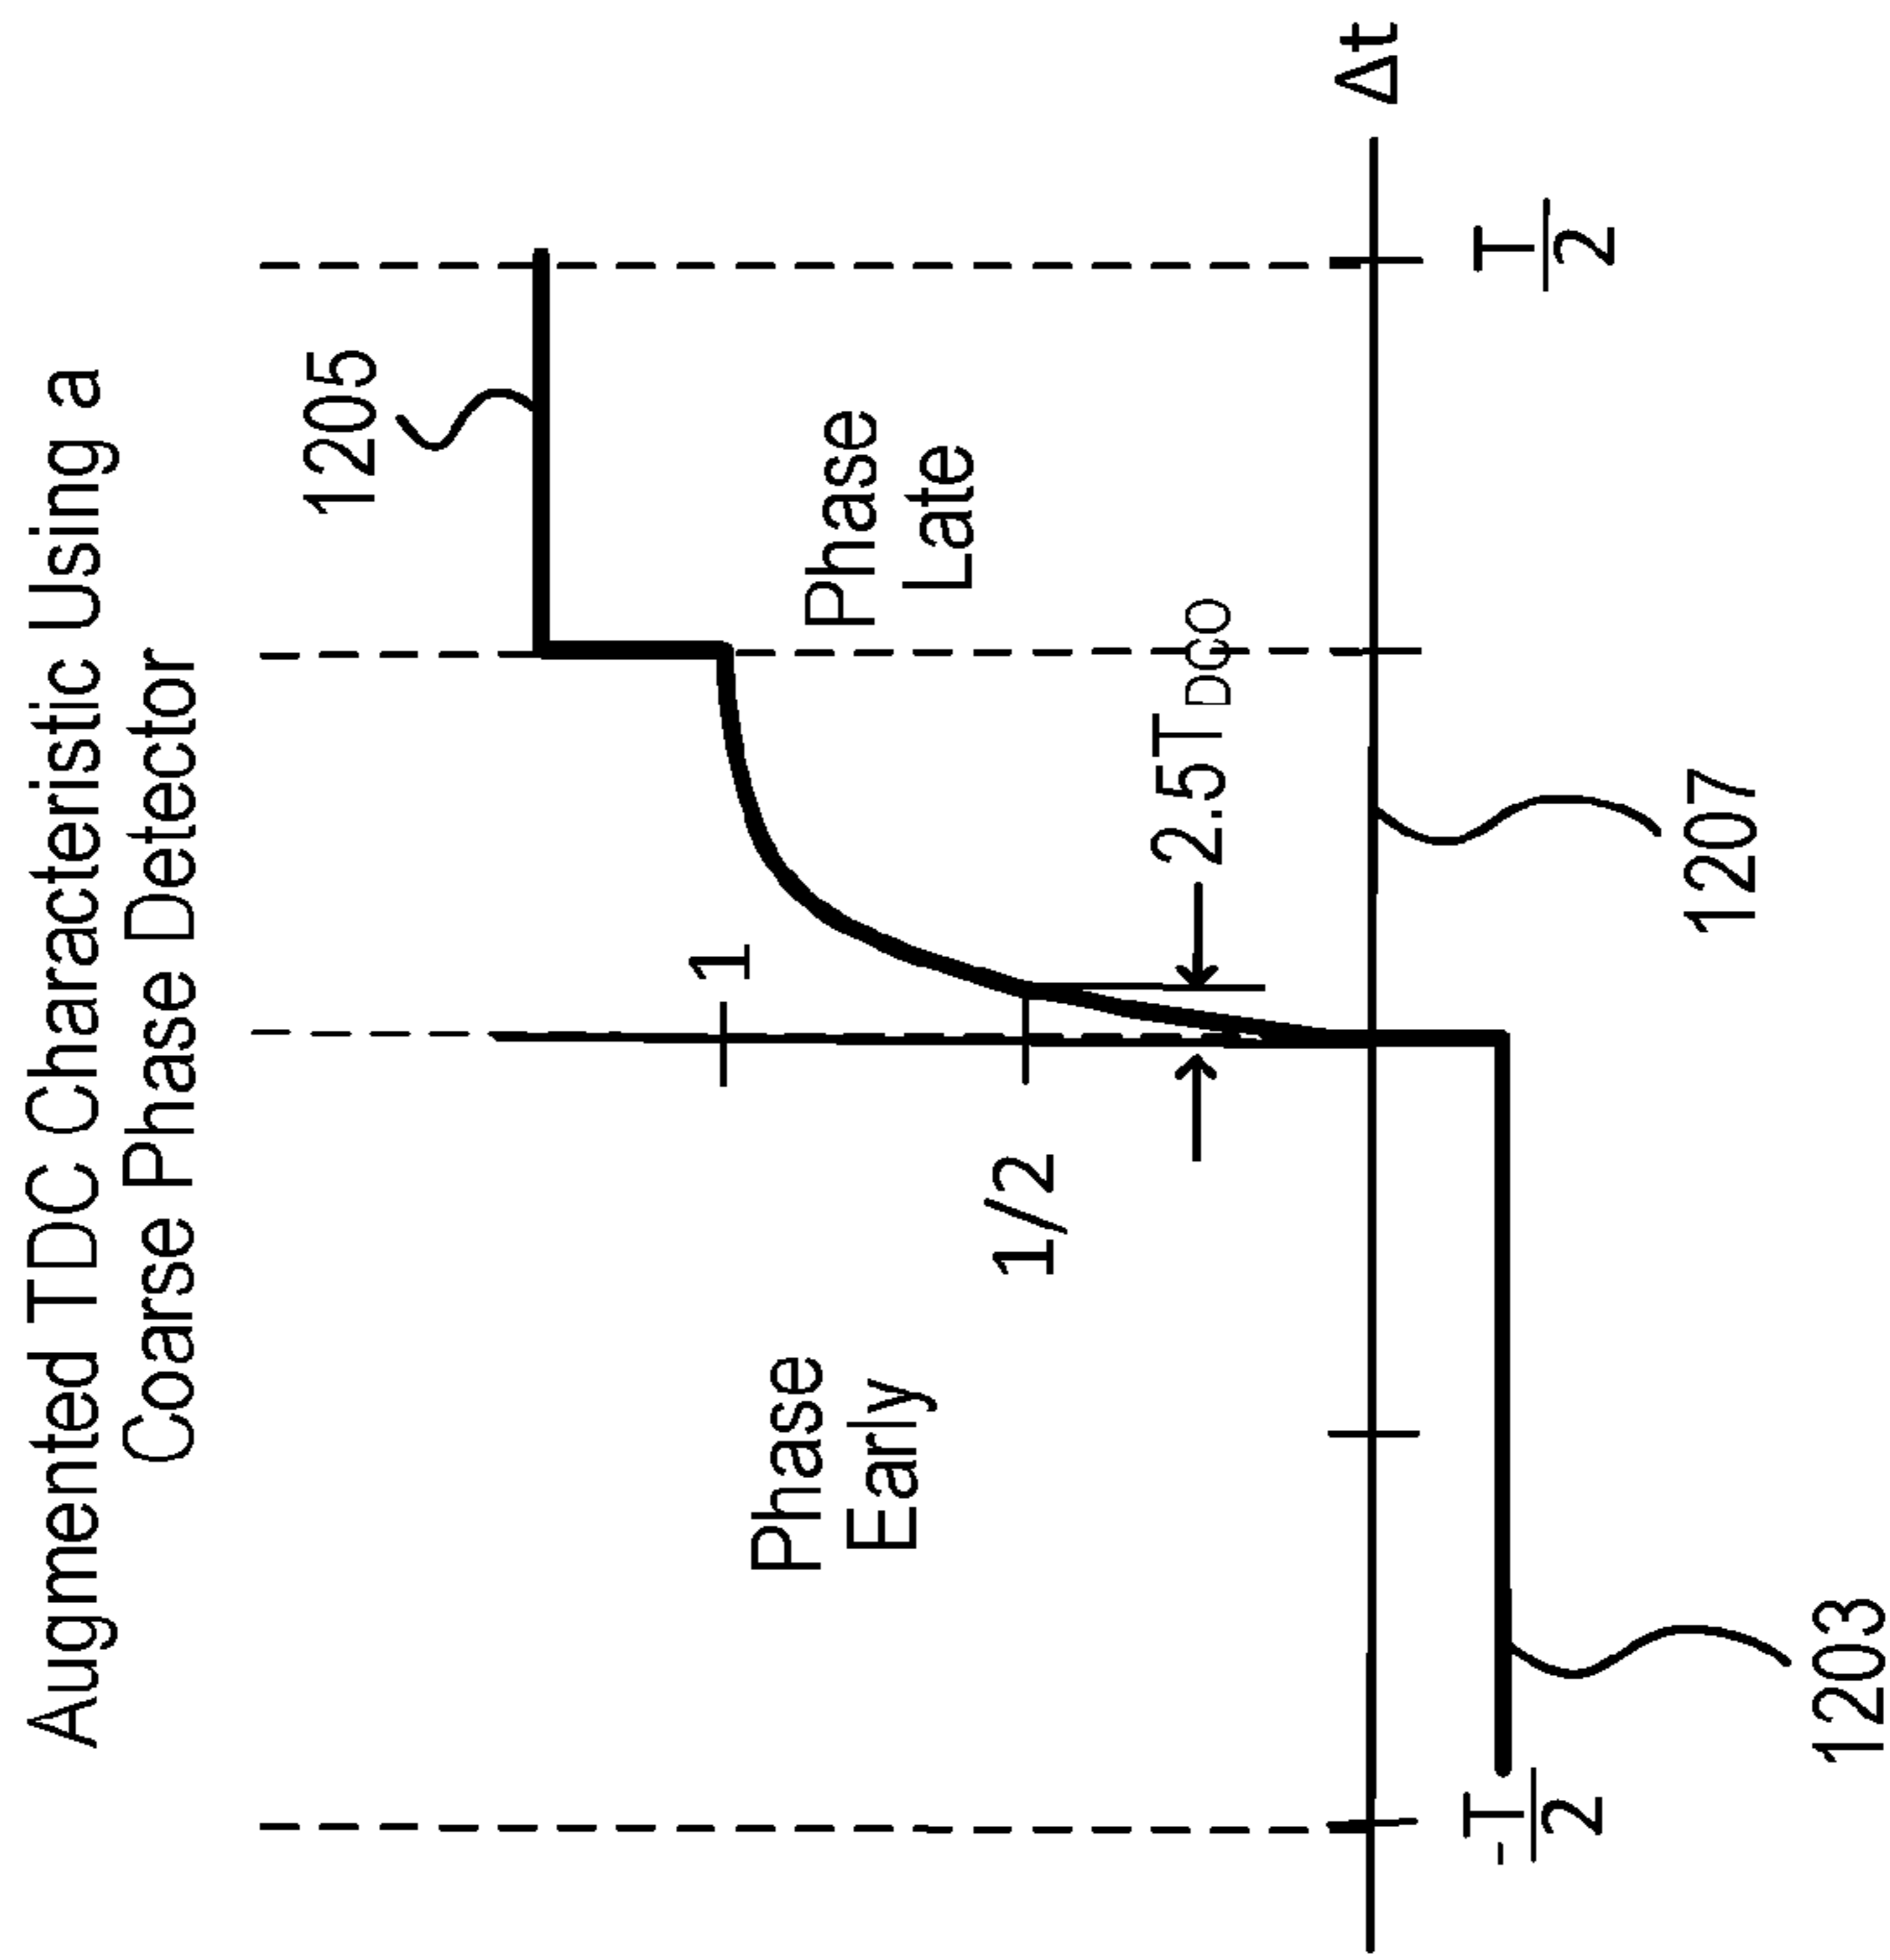 Augmented TDC Characteristic Using a
Coarse Phase Detector
1205
1
Phase
Late
Phase
Early
1/2
2.5T_DCO
Δt
-T/2
T/2
1207
1203